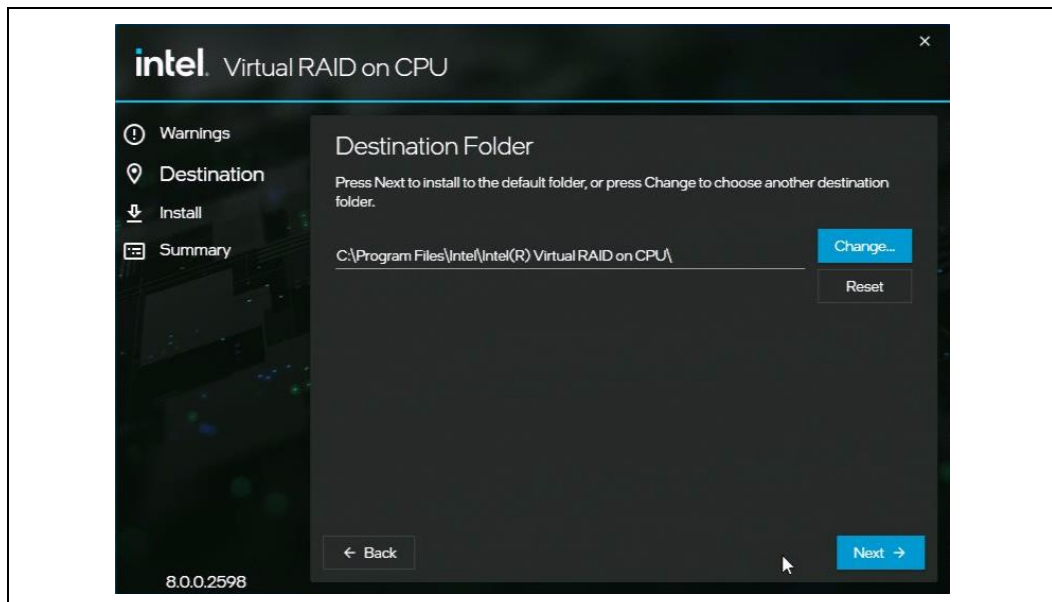 intel. Virtual RAID on CPU
Warnings
Destination
Install
Summary
Destination Folder
Press Next to install to the default folder, or press Change to choose another destination
folder.
C:\Program Files\Intel\Intel(R) Virtual RAID on CPU\
Change...
Reset
Back
Next
8.0.0.2598